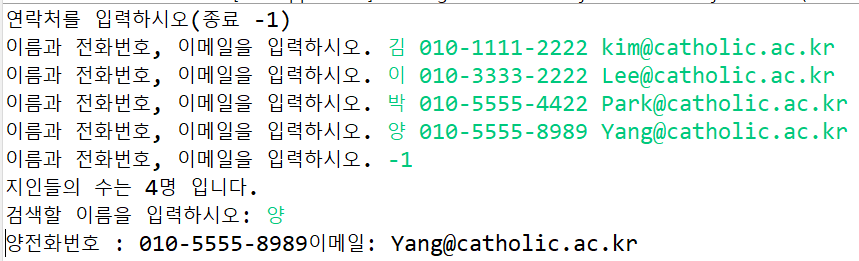 연락처를 입력하시오(종료 -1)
이름과 전화번호, 이메일을 입력하시오. 김 010-1111-2222 kim@catholic.ac.kr
이름과 전화번호, 이메일을 입력하시오. 이 010-3333-2222 Lee@catholic.ac.kr
이름과 전화번호, 이메일을 입력하시오. 박 010-5555-4422 Park@catholic.ac.kr
이름과 전화번호, 이메일을 입력하시오. 양 010-5555-8989 Yang@catholic.ac.kr
이름과 전화번호, 이메일을 입력하시오. -1
지인들의 수는 4명 입니다.
검색할 이름을 입력하시오: 양
양전화번호 : 010-5555-8989이메일: Yang@catholic.ac.kr